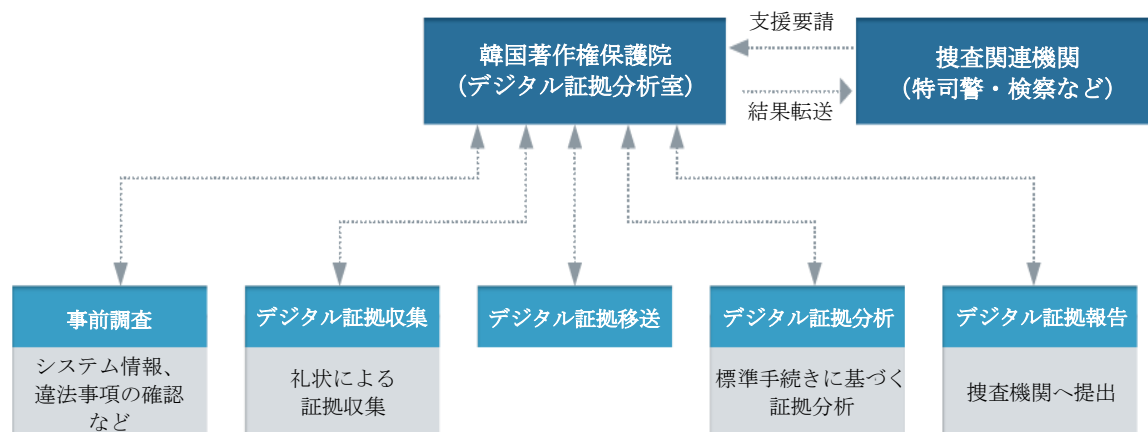 支援要請
韓国著作権保護院
（デジタル証拠分析室）
捜査関連機関
（特司警・検察など）
結果転送
事前調査
システム情報、
違法事項の確認
など
デジタル証拠収集
礼状による
証拠収集
デジタル証拠移送
デジタル証拠分析
標準手続きに基づく
証拠分析
デジタル証拠報告
捜査機関へ提出